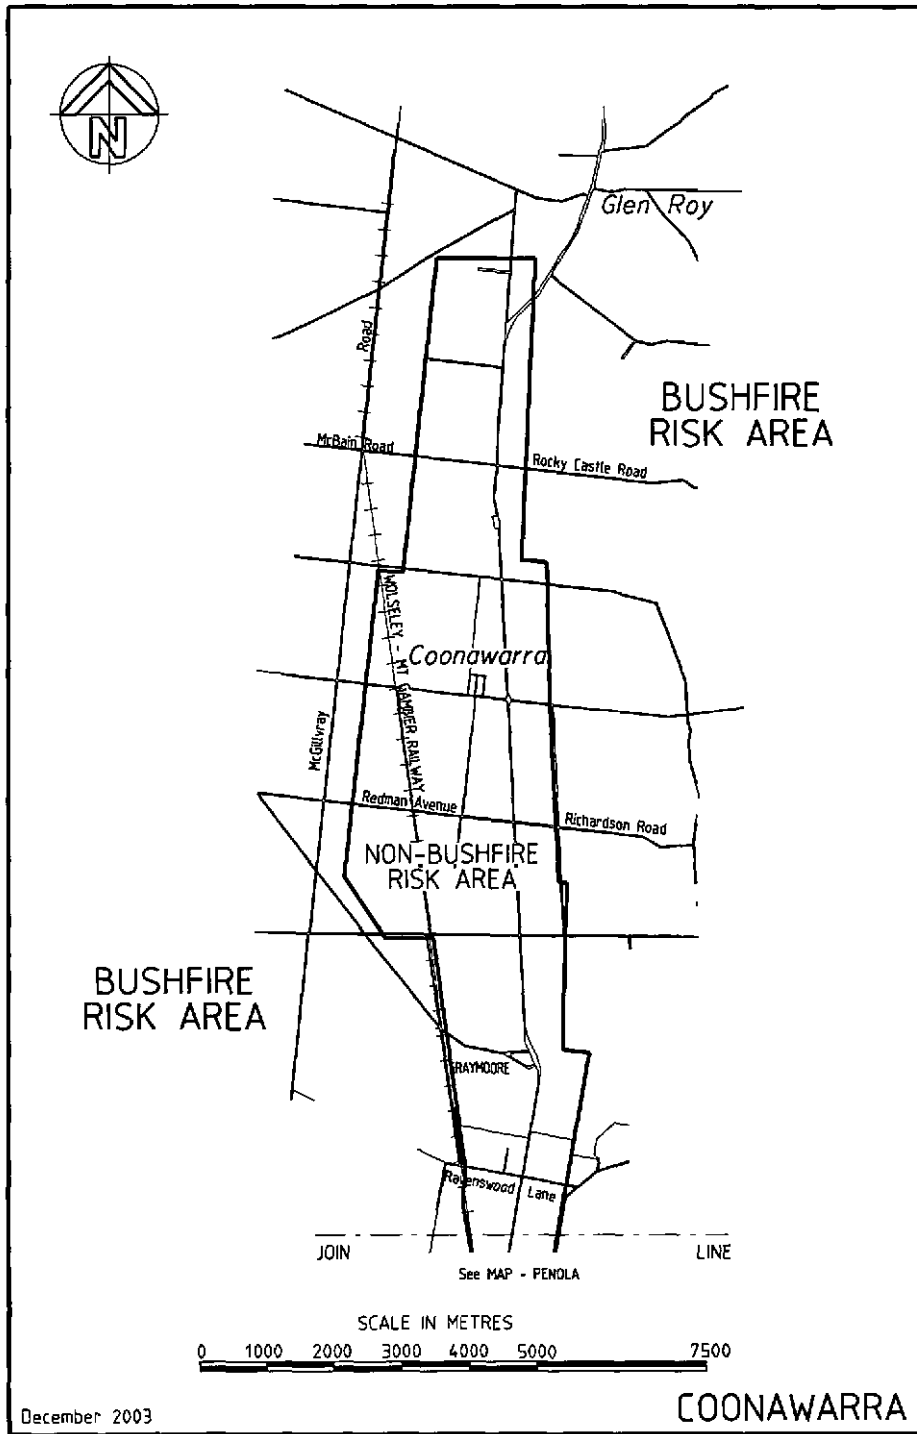 N
Glen Roy
Road
BUSHFIRE
RISK AREA
McBain Road
Rocky Castle Road
WOLSELEY - MT GAMBIER RAILWAY
Coonawarra
McGillvray
Redman Avenue
Richardson Road
NON-BUSHFIRE
RISK AREA
BUSHFIRE
RISK AREA
GRAYMOORE
Ravenswood Lane
JOIN LINE
See MAP - PENOLA
SCALE IN METRES
0 1000 2000 3000 4000 5000 7500
December 2003
COONAWARRA